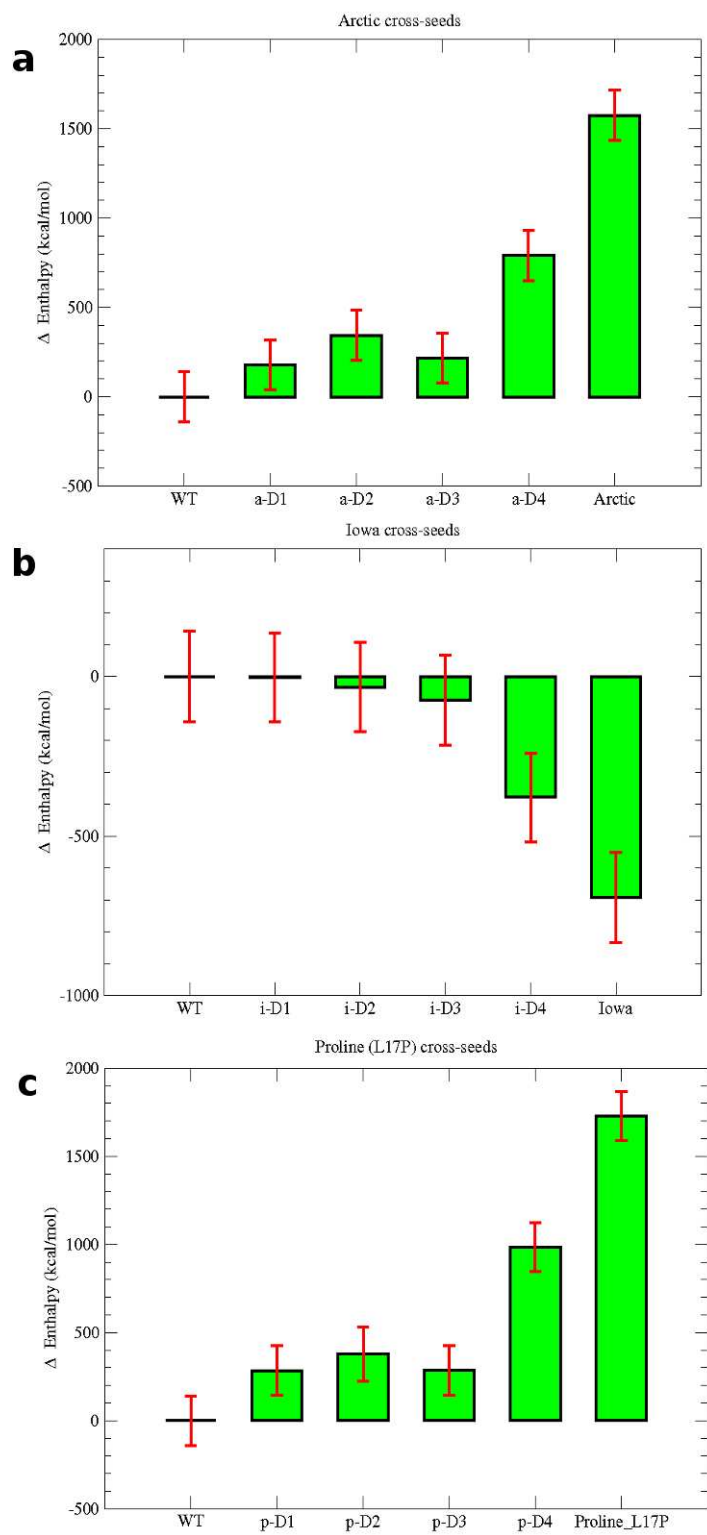 Arctic cross-seeds
a
2000
1500
1000
500
0
-500
Δ Enthalpy (kcal/mol)
WT a-D1 a-D2 a-D3 a-D4 Arctic
Iowa cross-seeds
b
0
-500
-1000
Δ Enthalpy (kcal/mol)
WT i-D1 i-D2 i-D3 i-D4 Iowa
Proline (L17P) cross-seeds
c
2000
1500
1000
500
0
-500
Δ Enthalpy (kcal/mol)
WT p-D1 p-D2 p-D3 p-D4 Proline_L17P